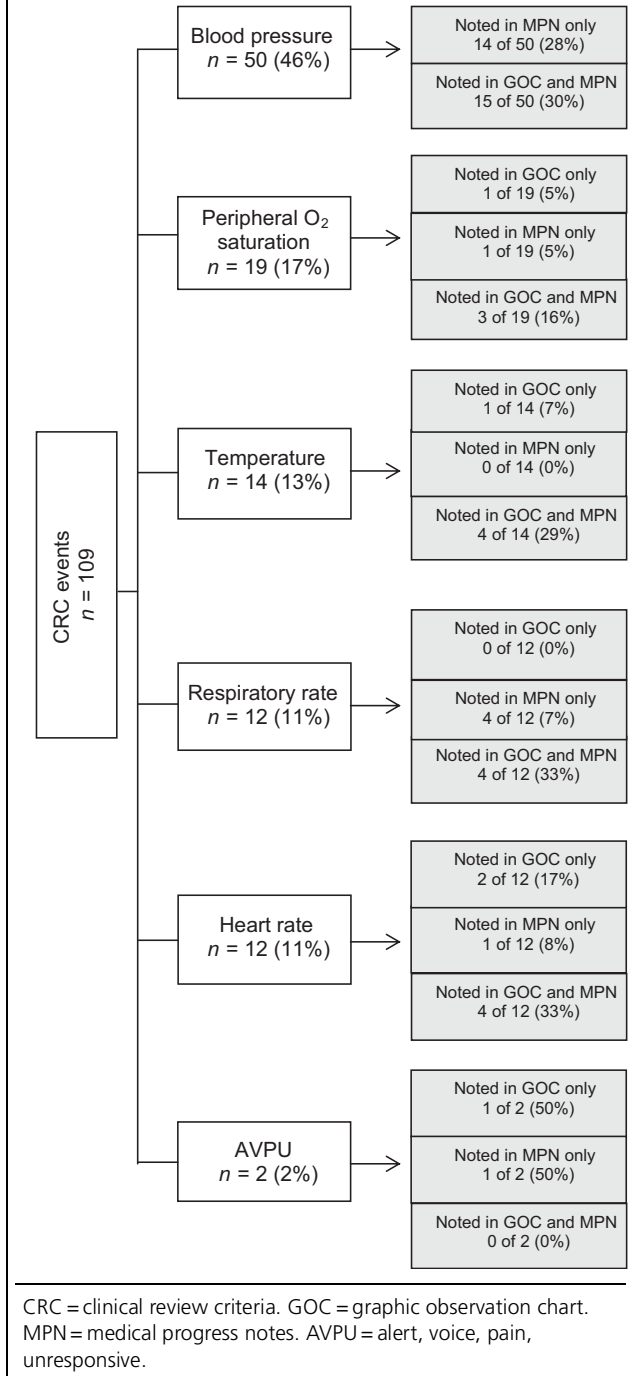 CRC events
n = 109
Blood pressure
n = 50 (46%)
Noted in MPN only
14 of 50 (28%)
Noted in GOC and MPN
15 of 50 (30%)
Peripheral O₂
saturation
n = 19 (17%)
Noted in GOC only
1 of 19 (5%)
Noted in MPN only
1 of 19 (5%)
Noted in GOC and MPN
3 of 19 (16%)
Temperature
n = 14 (13%)
Noted in GOC only
1 of 14 (7%)
Noted in MPN only
0 of 14 (0%)
Noted in GOC and MPN
4 of 14 (29%)
Respiratory rate
n = 12 (11%)
Noted in GOC only
0 of 12 (0%)
Noted in MPN only
4 of 12 (7%)
Noted in GOC and MPN
4 of 12 (33%)
Heart rate
n = 12 (11%)
Noted in GOC only
2 of 12 (17%)
Noted in MPN only
1 of 12 (8%)
Noted in GOC and MPN
4 of 12 (33%)
AVPU
n = 2 (2%)
Noted in GOC only
1 of 2 (50%)
Noted in MPN only
1 of 2 (50%)
Noted in GOC and MPN
0 of 2 (0%)
CRC = clinical review criteria. GOC = graphic observation chart.
MPN = medical progress notes. AVPU = alert, voice, pain,
unresponsive.